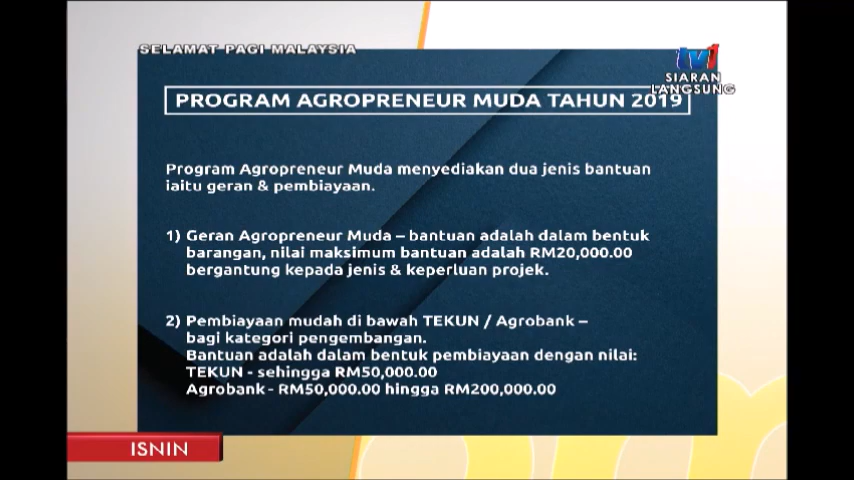 SELAMAT PAGI MALAYSIA
tv1
SIARAN
LANGSUNG
PROGRAM AGROPRENEUR MUDA TAHUN 2019
Program Agropreneur Muda menyediakan dua jenis bantuan
iaitu geran & pembiayaan.
1) Geran Agropreneur Muda – bantuan adalah dalam bentuk
barangan, nilai maksimum bantuan adalah RM20,000.00
bergantung kepada jenis & keperluan projek.
2) Pembiayaan mudah di bawah TEKUN / Agrobank –
bagi kategori pengembangan.
Bantuan adalah dalam bentuk pembiayaan dengan nilai:
TEKUN - sehingga RM50,000.00
Agrobank - RM50,000.00 hingga RM200,000.00
ISNIN